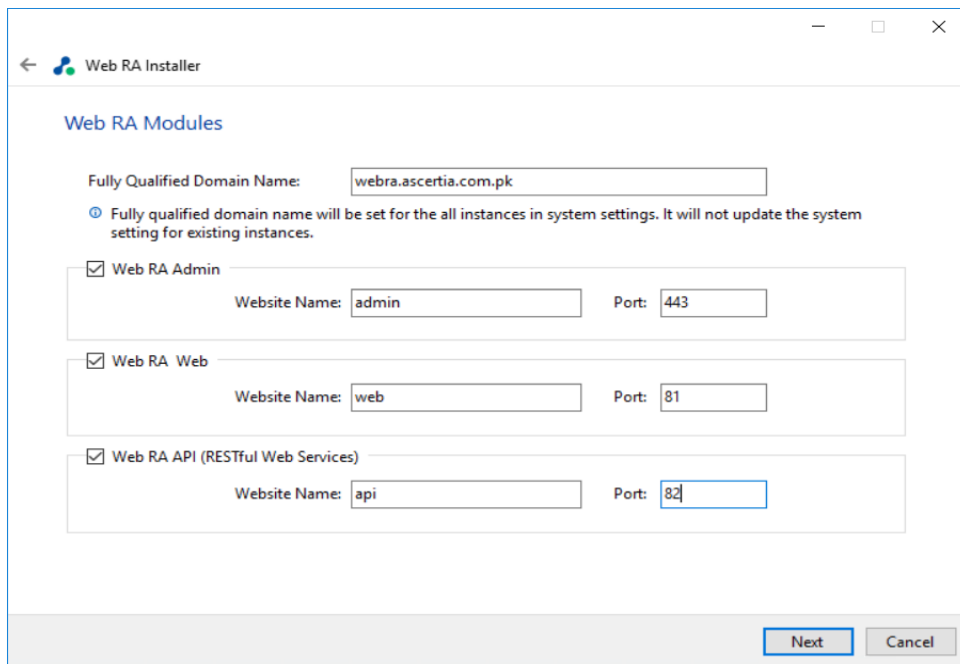 Web RA Installer
Web RA Modules
Fully Qualified Domain Name: webra.ascertia.com.pk
Fully qualified domain name will be set for the all instances in system settings. It will not update the system
setting for existing instances.
Web RA Admin
Website Name: admin Port: 443
Web RA Web
Website Name: web Port: 81
Web RA API (RESTful Web Services)
Website Name: api Port: 82
Next Cancel